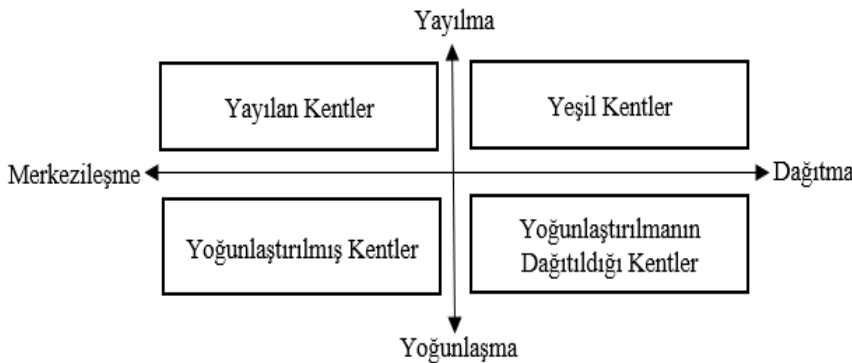 Yayılma
Yayılan Kentler
Yeşil Kentler
Merkezileşme
Dağıtma
Yoğunlaştırılmış Kentler
Yoğunlaştırılmanın
Dağıtıldığı Kentler
Yoğunlaşma